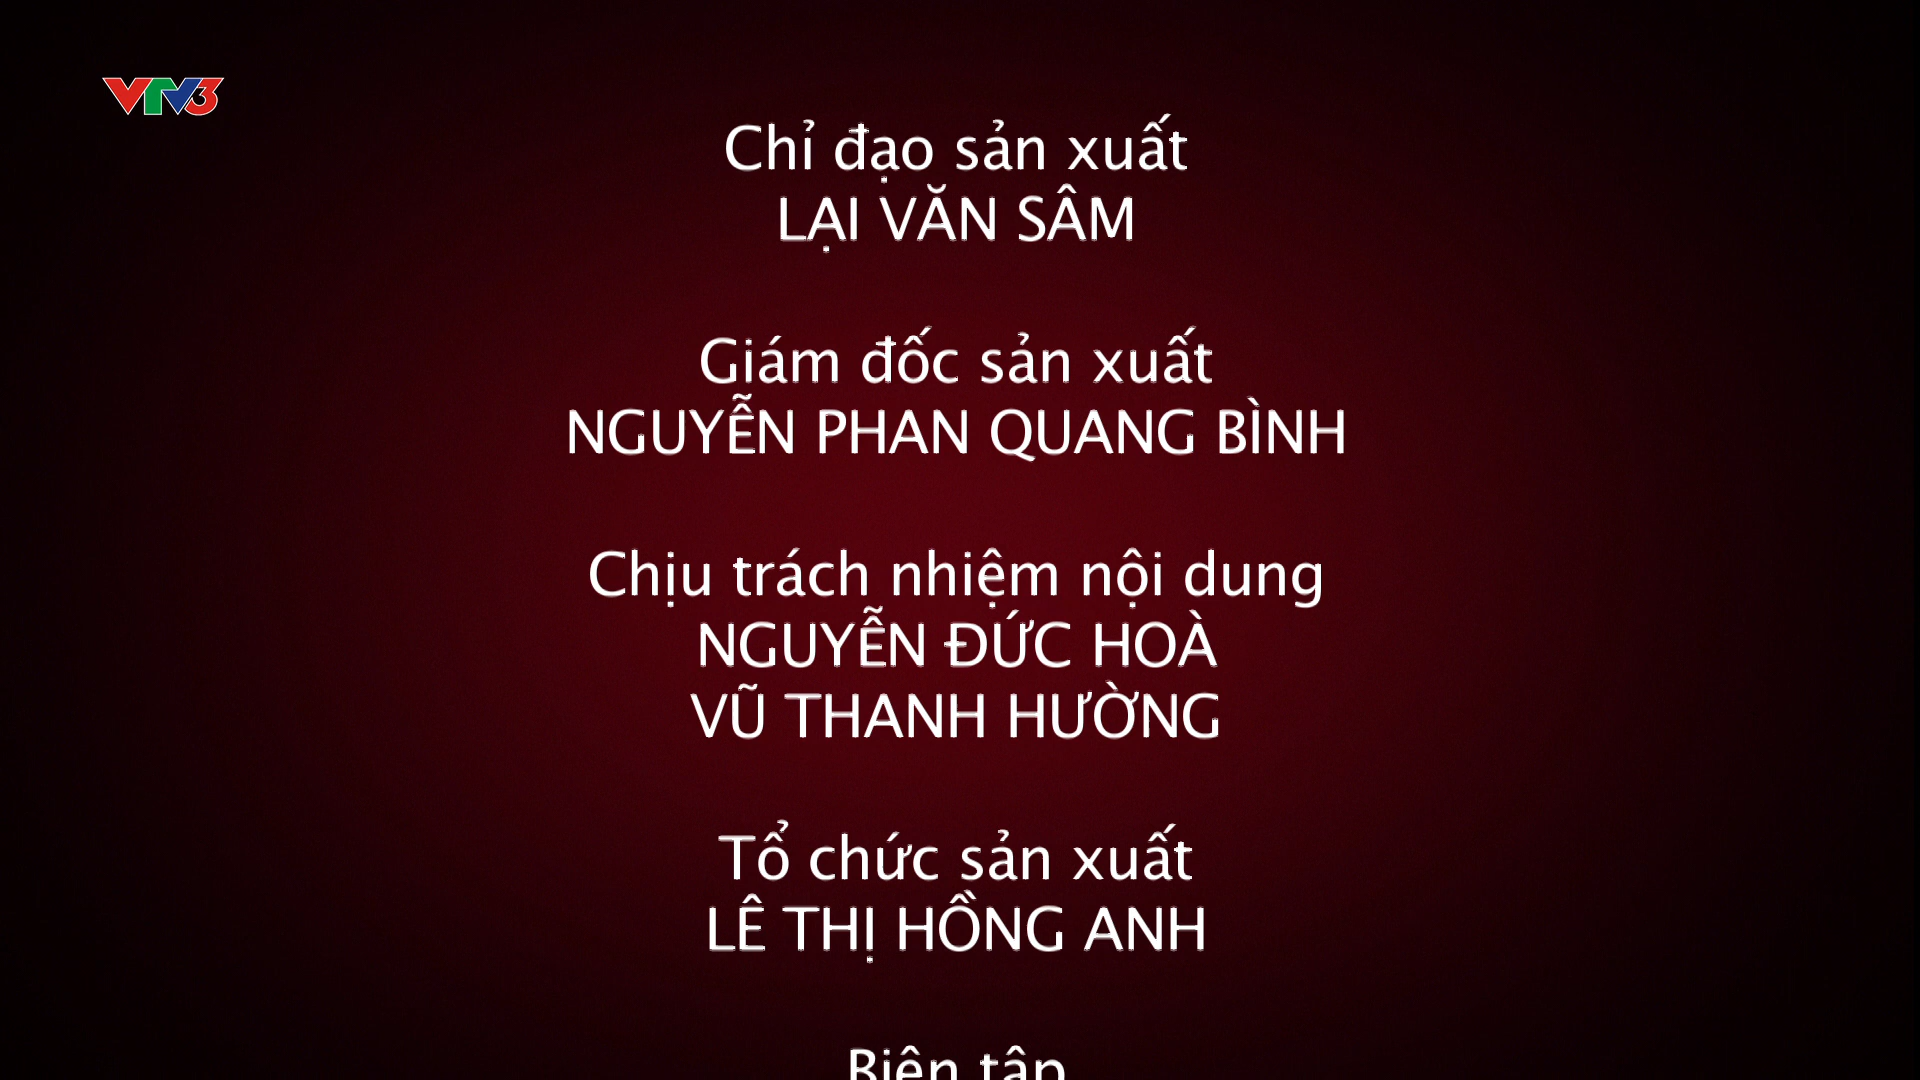 VTV3
Chỉ đạo sản xuất
LẠI VĂN SÂM
Giám đốc sản xuất
NGUYỄN PHAN QUANG BÌNH
Chịu trách nhiệm nội dung
NGUYỄN ĐỨC HOÀ
VŨ THANH HƯỜNG
Tổ chức sản xuất
LÊ THỊ HỒNG ANH
Biên tập